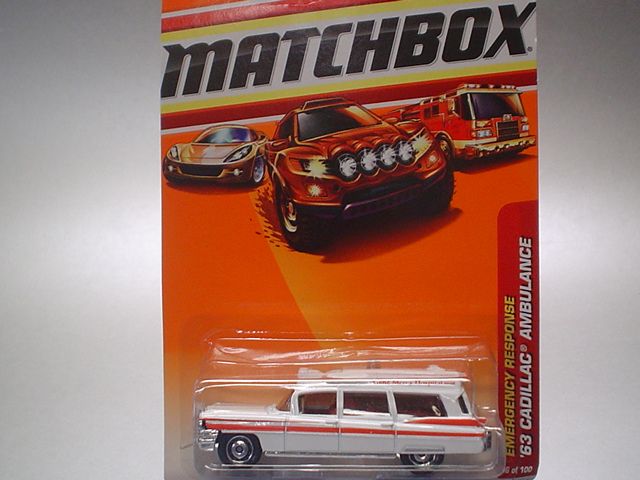 MATCHBOX
EMERGENCY RESPONSE
'63 CADILLAC® AMBULANCE
of 100